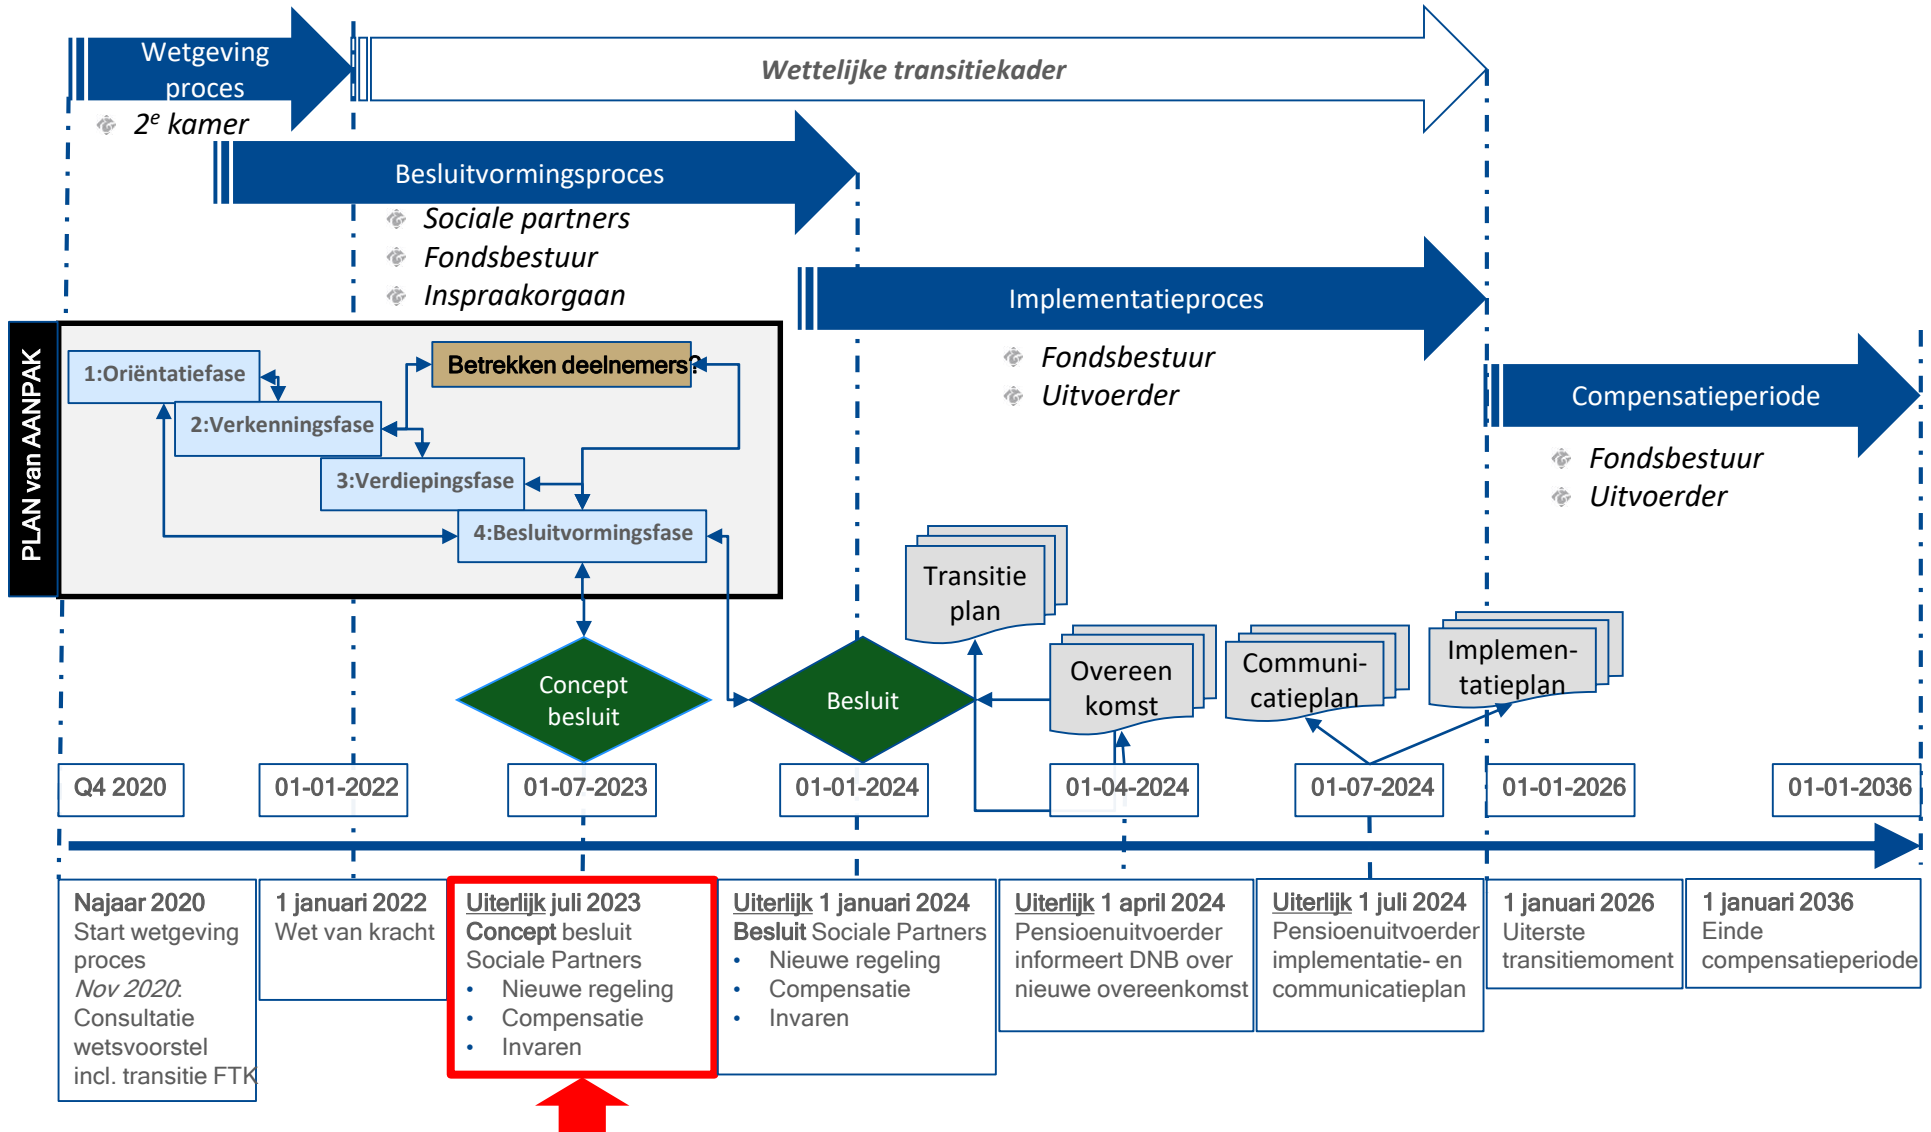 Wetgeving
proces
Wettelijke transitiekader
2e kamer
Besluitvormingsproces
Sociale partners
Fondsbestuur
Inspraakorgaan
Implementatieproces
Fondsbestuur
Uitvoerder
Compensatieperiode
Fondsbestuur
Uitvoerder
PLAN van AANPAK
1:Oriëntatiefase
Betrekken deelnemers?
2:Verkenningsfase
3:Verdiepingsfase
4:Besluitvormingsfase
Concept
besluit
Besluit
Transitie
plan
Overeen
komst
Communi-
catieplan
Implemen-
tatieplan
Q4 2020
01-01-2022
01-07-2023
01-01-2024
01-04-2024
01-07-2024
01-01-2026
01-01-2036
Najaar 2020
Start wetgeving
proces
Nov 2020:
Consultatie
wetsvoorstel
incl. transitie FTK
1 januari 2022
Wet van kracht
Uiterlijk juli 2023
Concept besluit
Sociale Partners
• Nieuwe regeling
• Compensatie
• Invaren
Uiterlijk 1 januari 2024
Besluit Sociale Partners
• Nieuwe regeling
• Compensatie
• Invaren
Uiterlijk 1 april 2024
Pensioenuitvoerder
informeert DNB over
nieuwe overeenkomst
Uiterlijk 1 juli 2024
Pensioenuitvoerder
implementatie- en
communicatieplan
1 januari 2026
Uiterste
transitiemoment
1 januari 2036
Einde
compensatieperiode